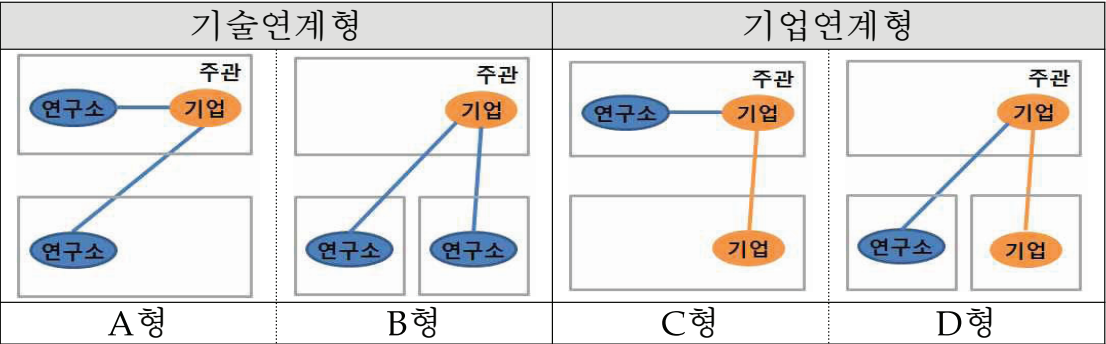 기술연계형 기업연계형
주관 주관 주관 주관
연구소 기업 기업 연구소 기업 기업
연구소 연구소 연구소 기업 연구소 기업
A형 B형 C형 D형